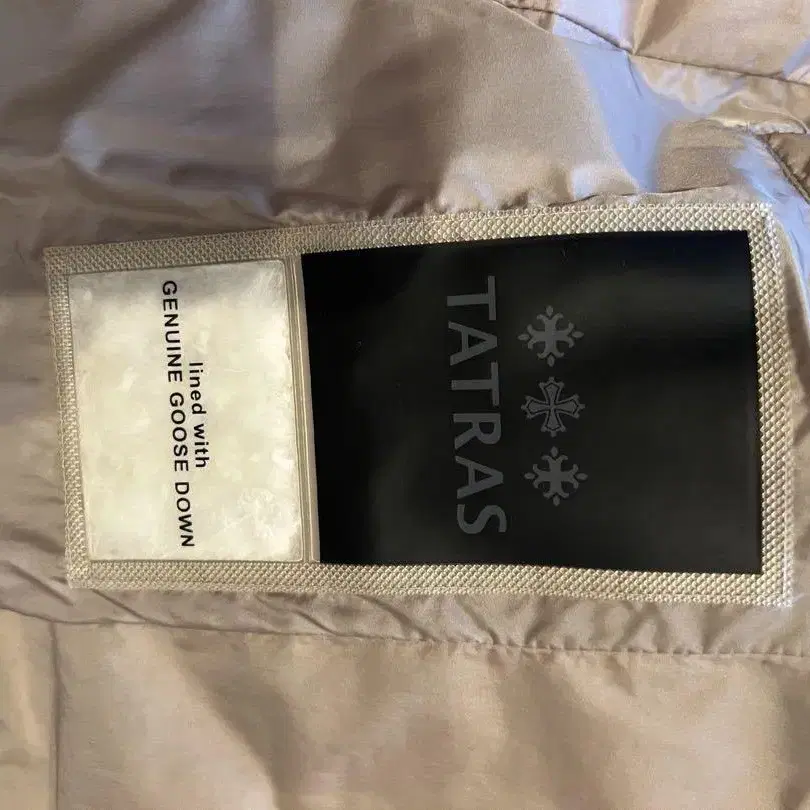 TATRAS
lined with
GENUINE GOOSE DOWN